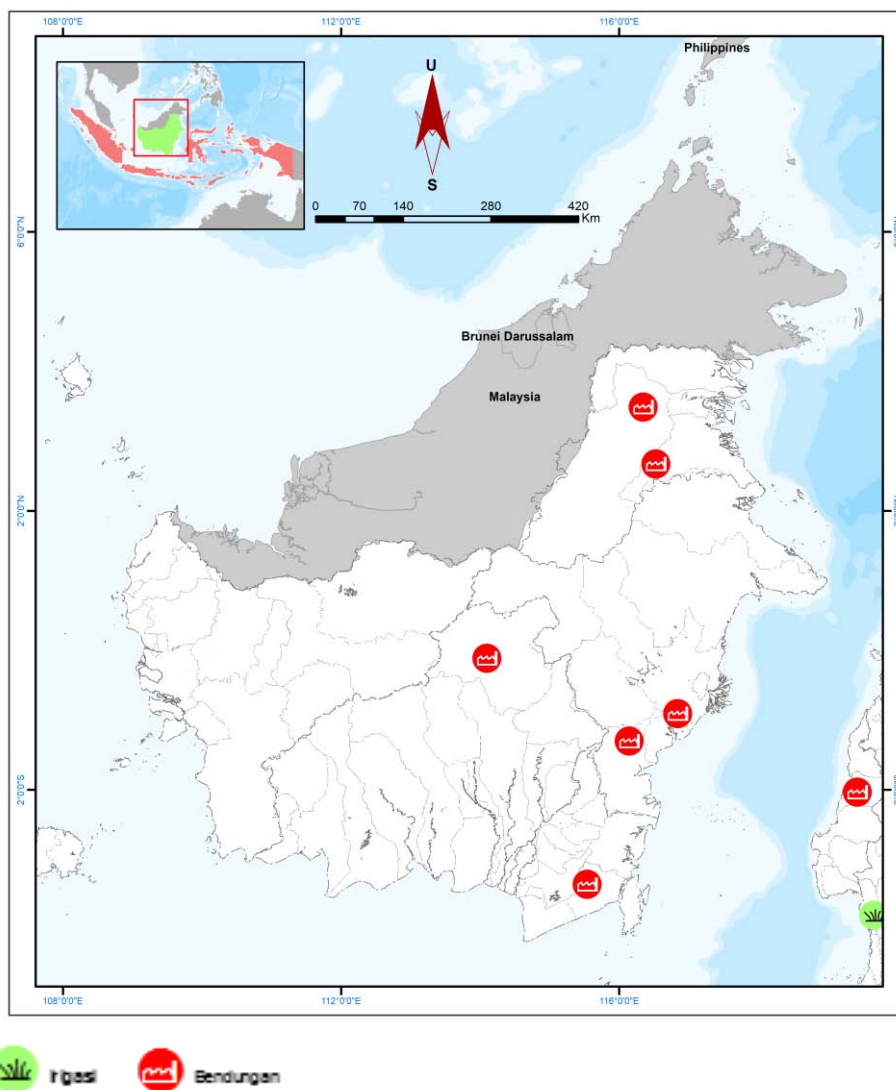 108°0'0"E 112°0'0"E 116°0'0"E
Philippines
U
S
0 70 140 280 420
Km
6°0'0"N
Brunei Darussalam
Malaysia
2°0'0"N
2°0'0"S
108°0'0"E 112°0'0"E 116°0'0"E
Irigasi Bendungan